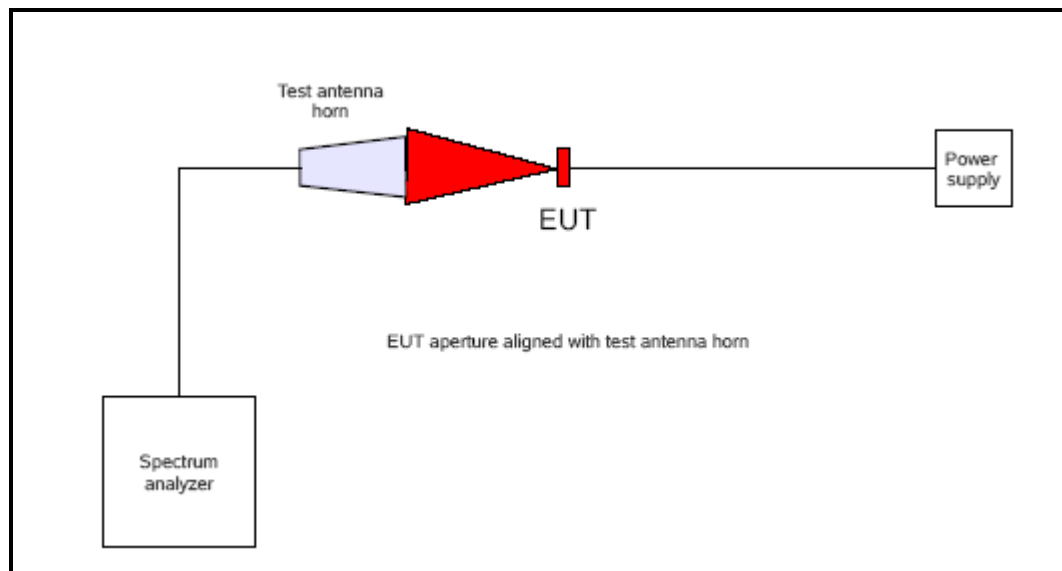 Test antenna
horn
Power
supply
EUT
EUT aperture aligned with test antenna horn
Spectrum
analyzer